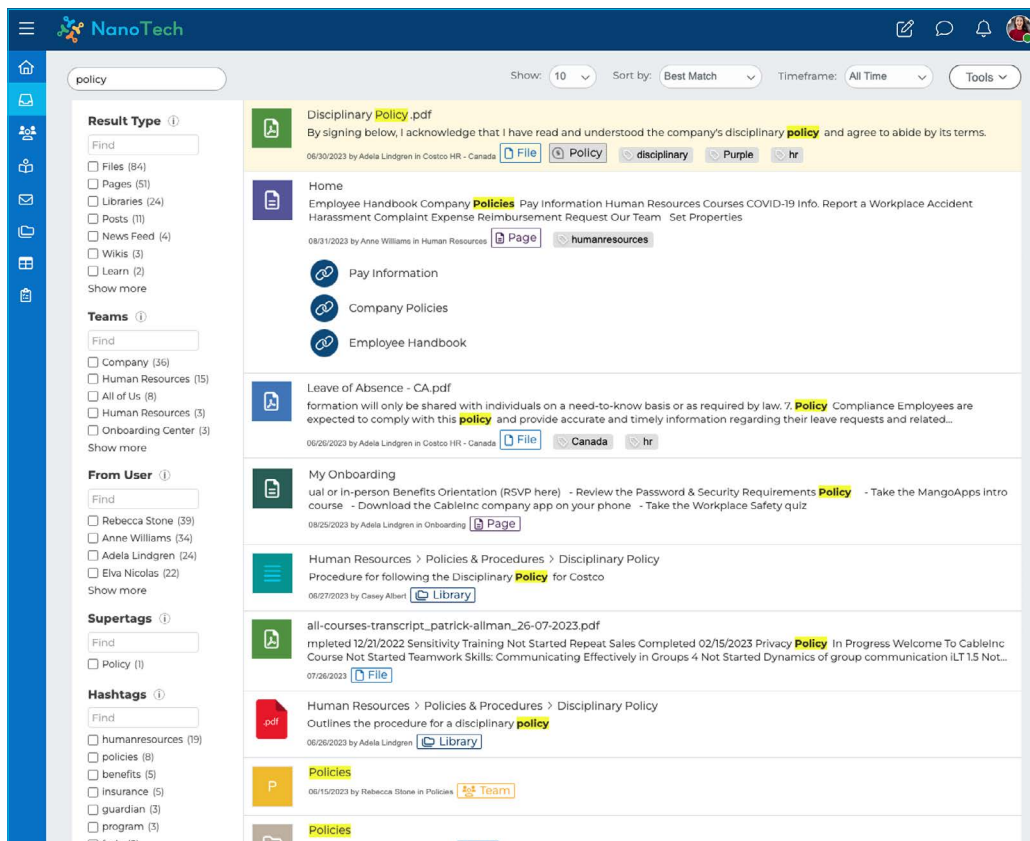 NanoTech
policy
Show: 10
Sort by: Best Match
Timeframe: All Time
Tools
Result Type
Find
Files (84)
Pages (51)
Libraries (24)
Posts (11)
News Feed (4)
Wikis (3)
Learn (2)
Show more
Teams
Find
Company (36)
Human Resources (15)
All of Us (8)
Human Resources (3)
Onboarding Center (3)
Show more
From User
Find
Rebecca Stone (39)
Anne Williams (34)
Adela Lindgren (24)
Elva Nicolas (22)
Show more
Supertags
Find
Policy (1)
Hashtags
Find
humanresources (19)
policies (8)
benefits (5)
insurance (5)
guardian (3)
program (3)
Disciplinary Policy.pdf
By signing below, I acknowledge that I have read and understood the company's disciplinary policy and agree to abide by its terms.
06/30/2023 by Adela Lindgren in Costco HR - Canada File Policy disciplinary Purple hr
Home
Employee Handbook Company Policies Pay Information Human Resources Courses COVID-19 Info. Report a Workplace Accident
Harassment Complaint Expense Reimbursement Request Our Team Set Properties
08/31/2023 by Anne Williams in Human Resources Page humanresources
Pay Information
Company Policies
Employee Handbook
Leave of Absence - CA.pdf
formation will only be shared with individuals on a need-to-know basis or as required by law. 7. Policy Compliance Employees are
expected to comply with this policy and provide accurate and timely information regarding their leave requests and related...
06/26/2023 by Adela Lindgren in Costco HR - Canada File Canada hr
My Onboarding
ual or in-person Benefits Orientation (RSVP here) - Review the Password & Security Requirements Policy - Take the MangoApps intro
course - Download the CableInc company app on your phone - Take the Workplace Safety quiz
08/25/2023 by Adela Lindgren in Onboarding Page
Human Resources > Policies & Procedures > Disciplinary Policy
Procedure for following the Disciplinary Policy for Costco
06/27/2023 by Casey Albert Library
all-courses-transcript_patrick-allman_26-07-2023.pdf
mpleted 12/21/2022 Sensitivity Training Not Started Repeat Sales Completed 02/15/2023 Privacy Policy In Progress Welcome To CableInc
Course Not Started Teamwork Skills: Communicating Effectively in Groups 4 Not Started Dynamics of group communication iLT 1.5 Not...
07/26/2023 File
.pdf
Human Resources > Policies & Procedures > Disciplinary Policy
Outlines the procedure for a disciplinary policy
06/26/2023 by Adela Lindgren Library
P
Policies
06/15/2023 by Rebecca Stone in Policies Team
Policies